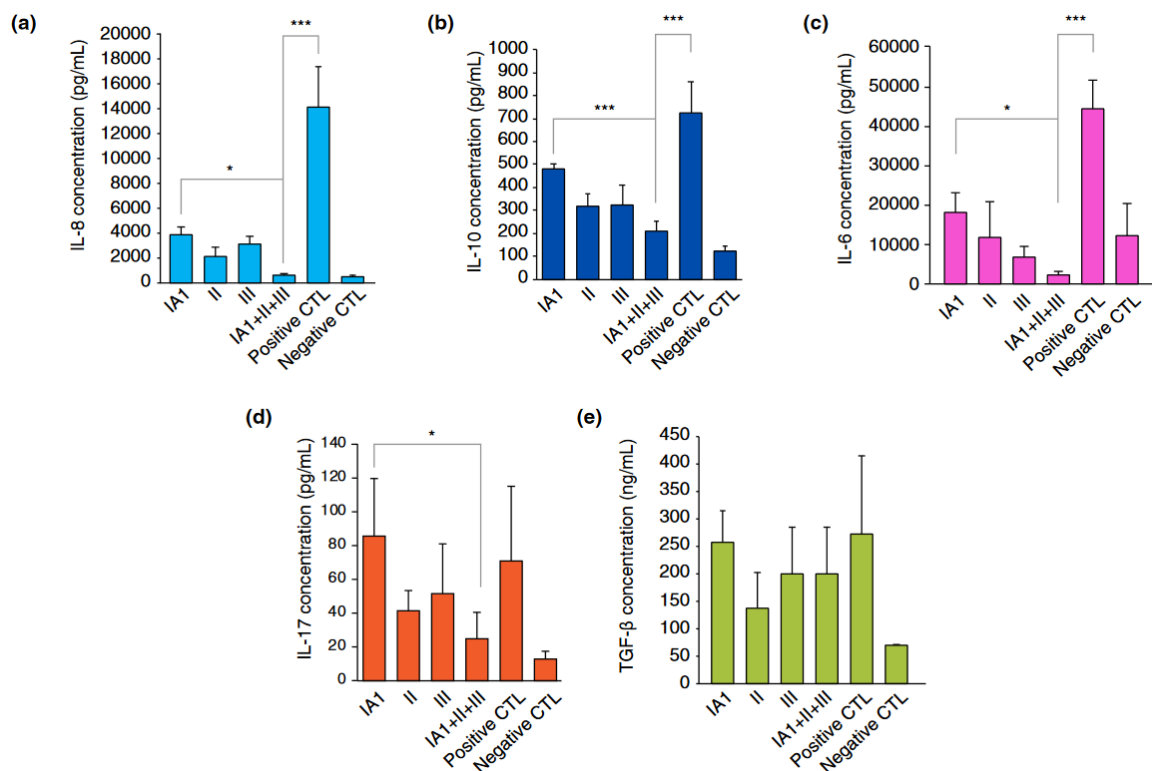 (a)
IL-8 concentration (pg/mL)
20000
18000
16000
14000
12000
10000
8000
6000
4000
2000
0
*
***
IA1
II
III
IA1+II+III
Positive CTL
Negative CTL
(b)
IL-10 concentration (pg/mL)
1000
900
800
700
600
500
400
300
200
100
0
***
***
IA1
II
III
IA1+II+III
Positive CTL
Negative CTL
(c)
IL-6 concentration (pg/mL)
60000
50000
40000
30000
20000
10000
0
*
***
IA1
II
III
IA1+II+III
Positive CTL
Negative CTL
(d)
IL-17 concentration (pg/mL)
140
120
100
80
60
40
20
0
*
IA1
II
III
IA1+II+III
Positive CTL
Negative CTL
(e)
TGF-β concentration (ng/mL)
450
400
350
300
250
200
150
100
50
0
IA1
II
III
IA1+II+III
Positive CTL
Negative CTL